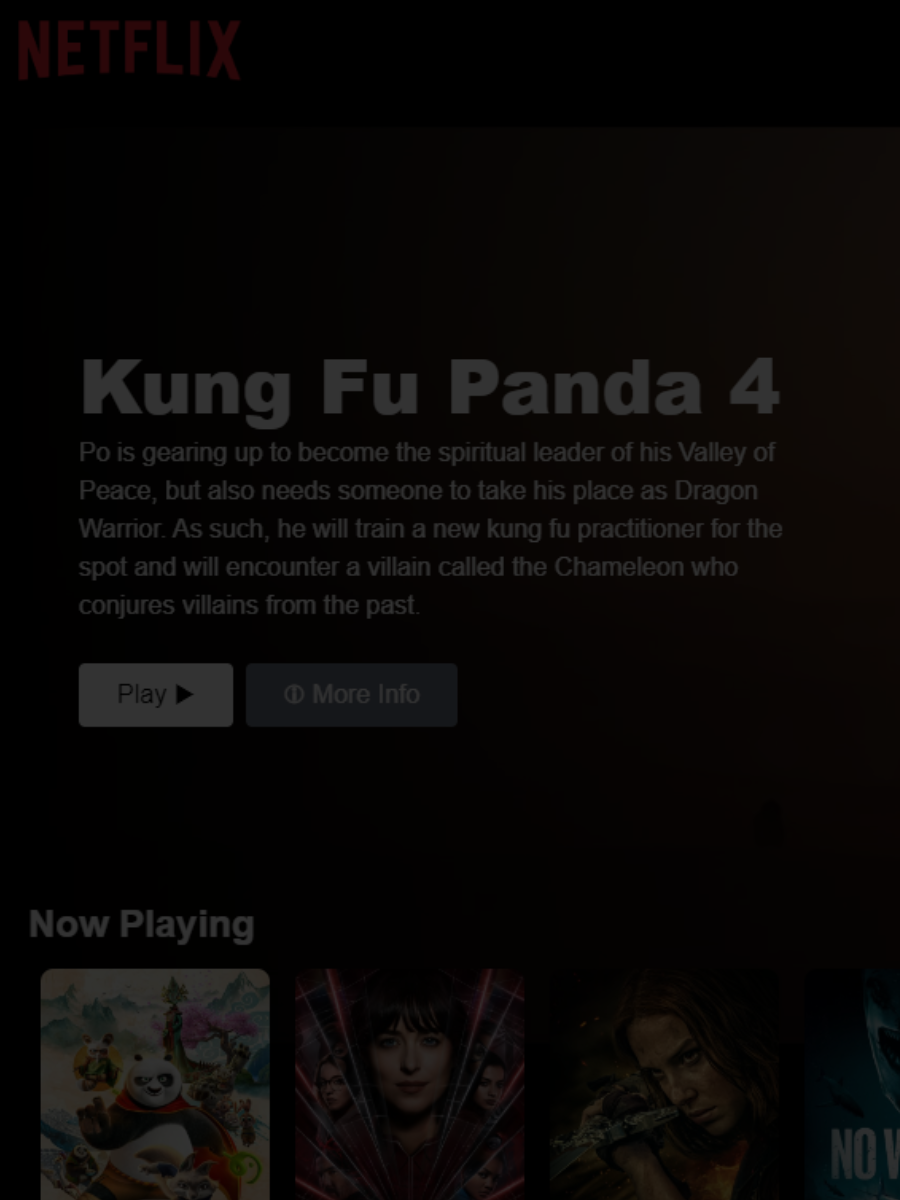 NETFLIX
Kung Fu Panda 4
Po is gearing up to become the spiritual leader of his Valley of
Peace, but also needs someone to take his place as Dragon
Warrior. As such, he will train a new kung fu practitioner for the
spot and will encounter a villain called the Chameleon who
conjures villains from the past.
Play ▶
More Info
Now Playing
NO